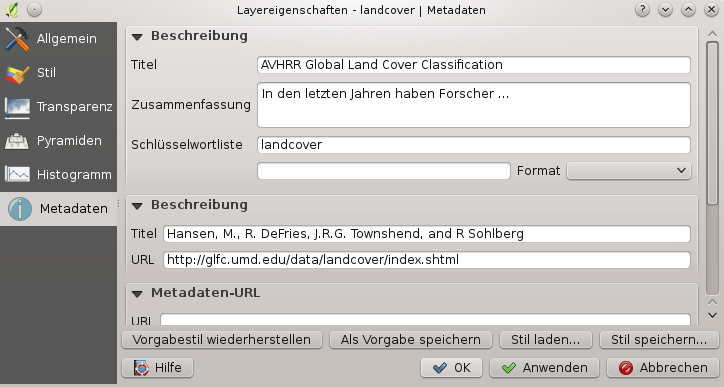 Layereigenschaften - landcover | Metadaten
Allgemein
Stil
Transparenz
Pyramiden
Histogramm
Metadaten
Beschreibung
Titel AVHRR Global Land Cover Classification
Zusammenfassung In den letzten Jahren haben Forscher ...
Schlüsselwortliste landcover
Format
Beschreibung
Titel Hansen, M., R. DeFries, J.R.G. Townshend, and R Sohlberg
URL http://glfc.umd.edu/data/landcover/index.shtml
Metadaten-URL
URL
Vorgabestil wiederherstellen Als Vorgabe speichern Stil laden... Stil speichern...
Hilfe OK Anwenden Abbrechen